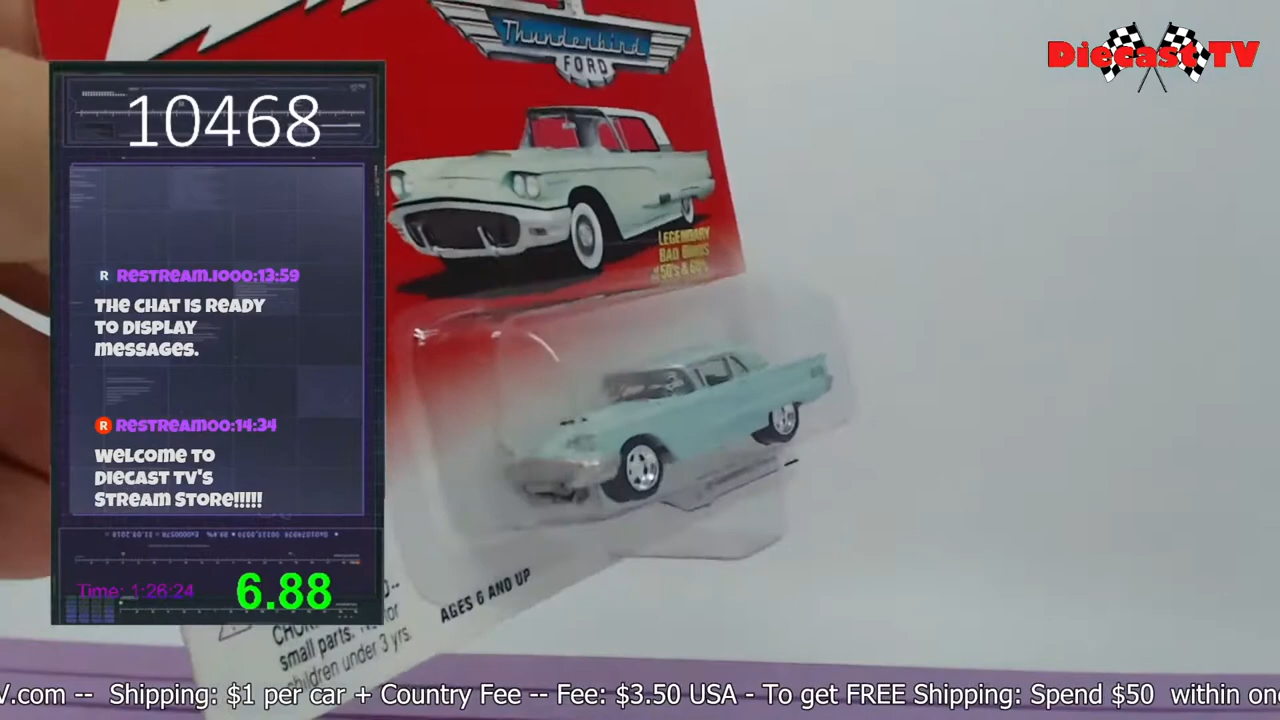 Thunderbird
FORD
Diecast TV
10468
LEGENDARY
BAD BIRDS
50's & 60's
R Restream.io00:13:59
THE CHAT IS READY
TO DISPLAY
MESSAGES.
R Restream00:14:34
WELCOME TO
DIECAST TV'S
STREAM STORE!!!!!
Time: 1:26:24
6.88
AGES 6 AND UP
small parts.
children under 3 yrs.
V.com -- Shipping: $1 per car + Country Fee -- Fee: $3.50 USA - To get FREE Shipping: Spend $50 within one